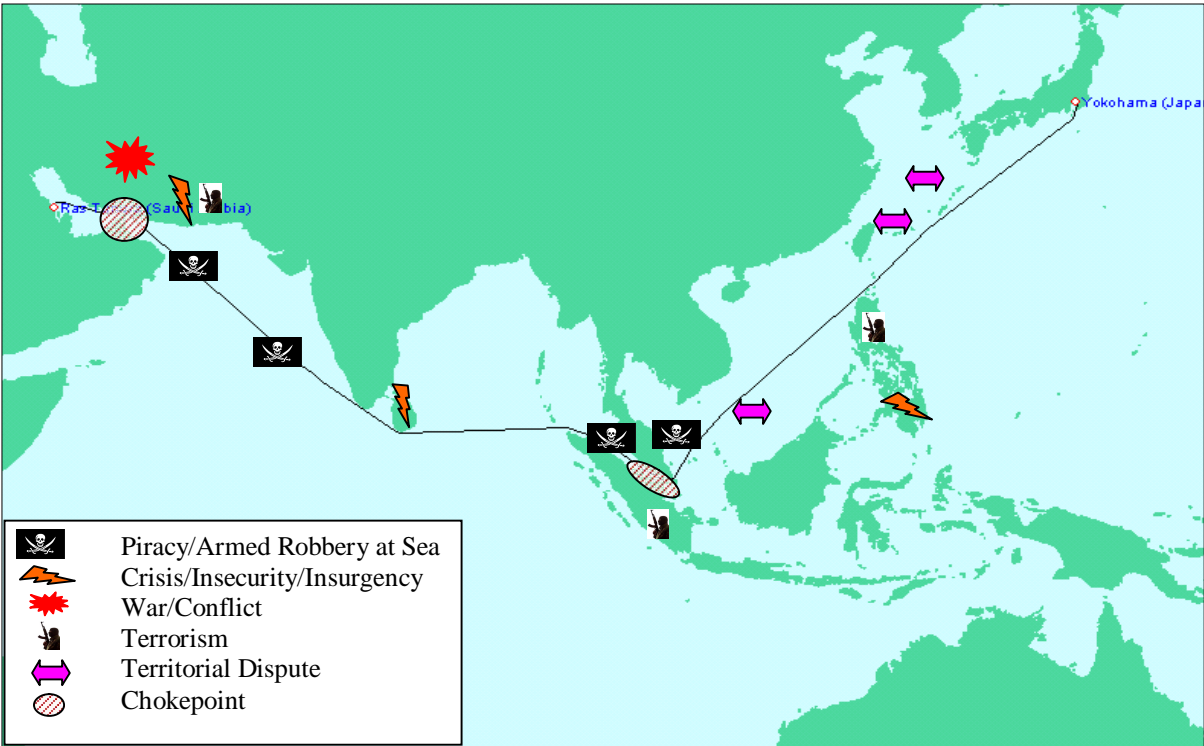 Yokohama (Japa
Ras T (Sau bia)
Piracy/Armed Robbery at Sea
Crisis/Insecurity/Insurgency
War/Conflict
Terrorism
Territorial Dispute
Chokepoint